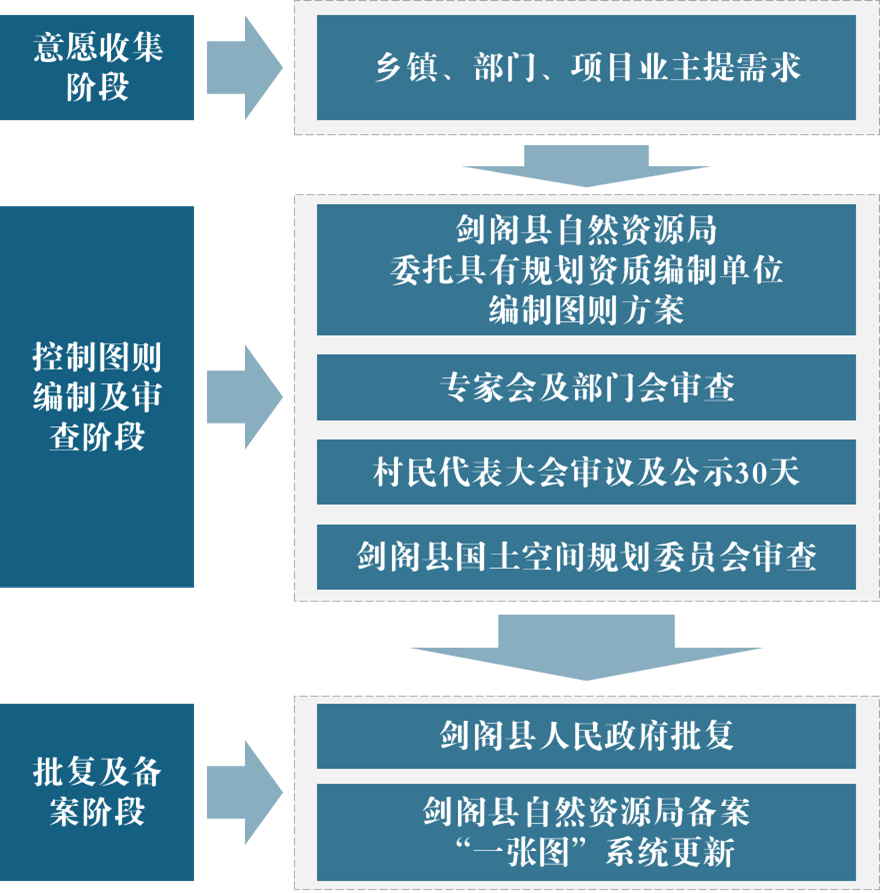 意愿收集
阶段
乡镇、部门、项目业主提需求
控制图则
编制及审
查阶段
剑阁县自然资源局
委托具有规划资质编制单位
编制图则方案
专家会及部门会审查
村民代表大会审议及公示30天
剑阁县国土空间规划委员会审查
批复及备
案阶段
剑阁县人民政府批复
剑阁县自然资源局备案
“一张图”系统更新